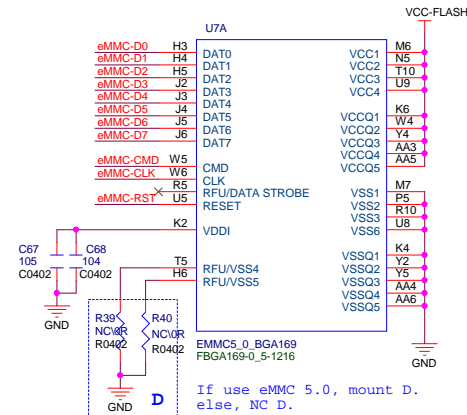 VCC-FLASH
U7A
eMMC-D0 H3 DAT0 VCC1 M6
eMMC-D1 H4 DAT1 VCC2 N5
eMMC-D2 H5 DAT2 VCC3 T10
eMMC-D3 J2 DAT3 VCC4 U9
eMMC-D4 J3 DAT4
eMMC-D5 J4 DAT5 VCCQ1 K6
eMMC-D6 J5 DAT6 VCCQ2 W4
eMMC-D7 J6 DAT7 VCCQ3 Y4
VCCQ4 AA3
eMMC-CMD W5 CMD VCCQ5 AA5
eMMC-CLK W6 CLK
R5 RFU/DATA STROBE VSS1 M7
eMMC-RST U5 RESET VSS2 P5
VSS3 R10
K2 VDDI VSS6 U8
C67 C68 VSSQ1 K4
105 104 VSSQ2 Y2
C0402 C0402 VSSQ3 Y5
T5 RFU/VSS4 VSSQ4 AA4
H6 RFU/VSS5 VSSQ5 AA6
GND
R39 R40
NC\0R NC\0R
R0402 R0402
EMMC5_0_BGA169
FBGA169-0_5-1216
GND
GND
D
If use eMMC 5.0, mount D.
else, NC D.